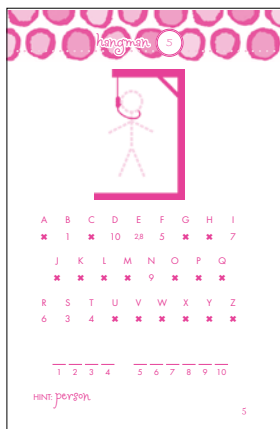 hangman 5
A B C D E F G H I
✖ 1 ✖ 10 2,8 5 ✖ ✖ 7
J K L M N O P Q
✖ ✖ ✖ ✖ 9 ✖ ✖ ✖
R S T U V W X Y Z
6 3 4 ✖ ✖ ✖ ✖ ✖ ✖
1 2 3 4 5 6 7 8 9 10
HINT: person
5